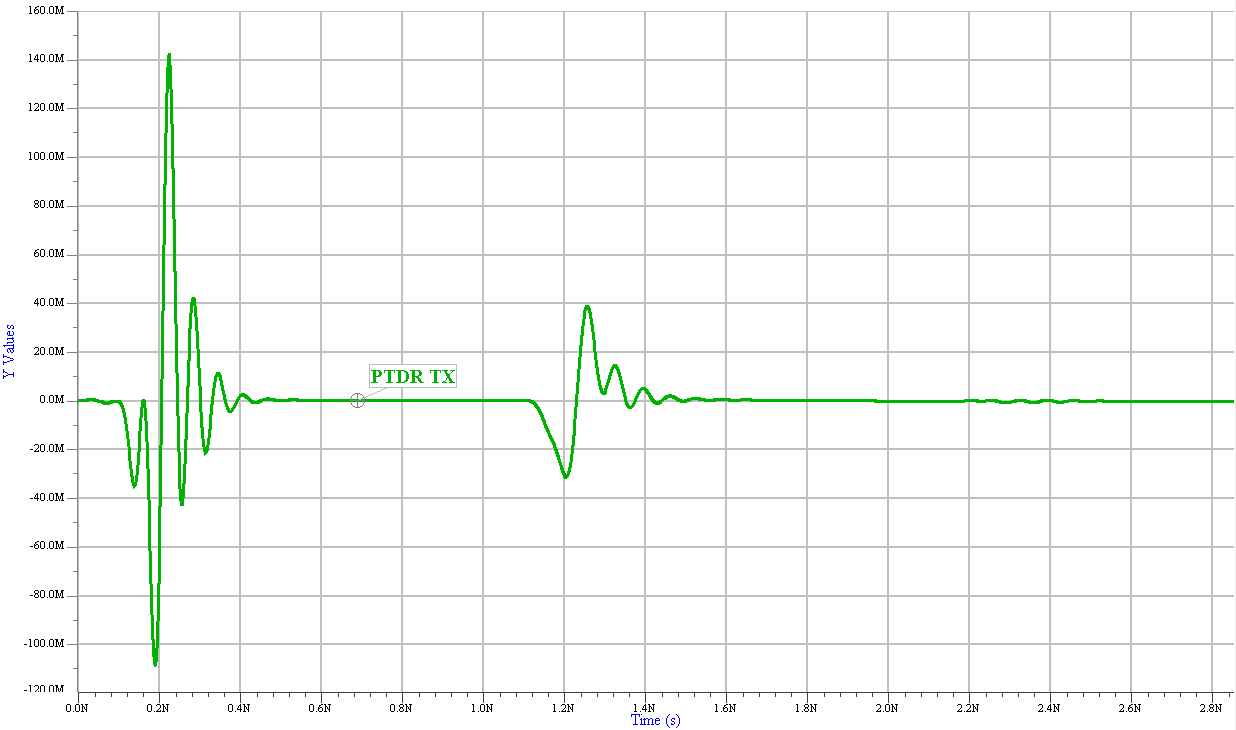 160.0M
140.0M
120.0M
100.0M
80.0M
60.0M
40.0M
20.0M
0.0M
-20.0M
-40.0M
-60.0M
-80.0M
-100.0M
-120.0M
Y Values
PTDR TX
0.0N 0.2N 0.4N 0.6N 0.8N 1.0N 1.2N 1.4N 1.6N 1.8N 2.0N 2.2N 2.4N 2.6N 2.8N
Time (s)